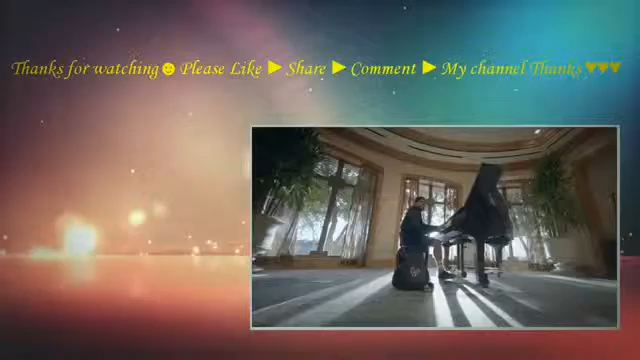 Thanks for watching☻Please Like ►Share ►Comment ►My channel Thanks♥♥♥